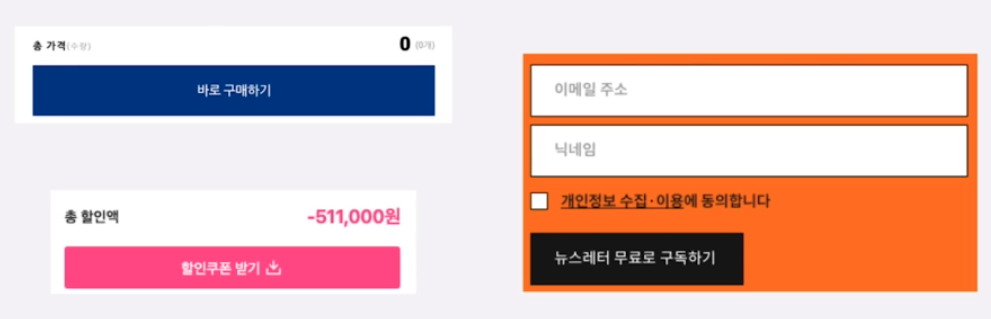 총 가격(수량) 0 (0개)
바로 구매하기
총 할인액 -511,000원
할인쿠폰 받기
이메일 주소
닉네임
개인정보 수집·이용에 동의합니다
뉴스레터 무료로 구독하기